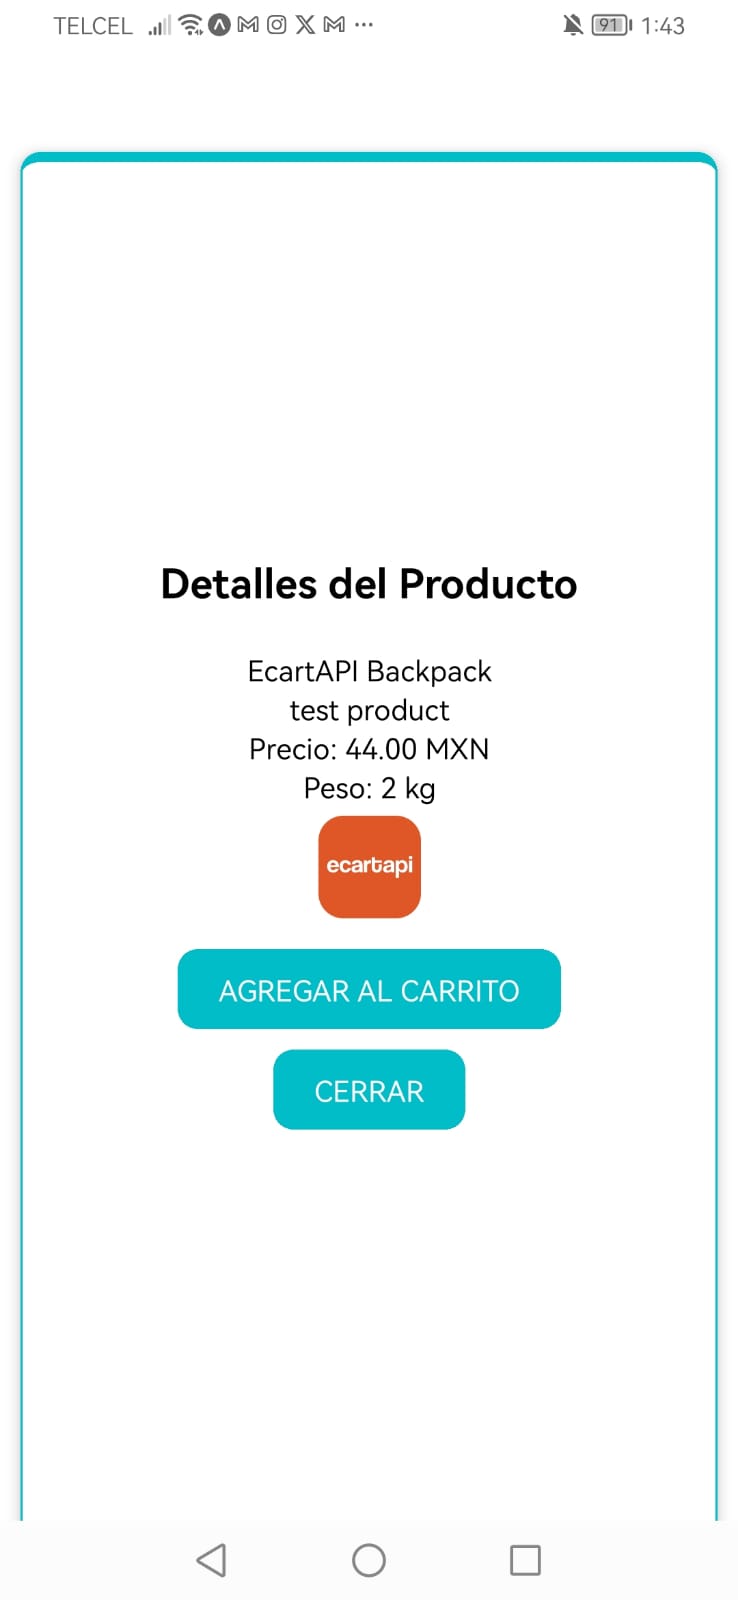 TELCEL 91 1:43
Detalles del Producto
EcartAPI Backpack
test product
Precio: 44.00 MXN
Peso: 2 kg
ecartapi
AGREGAR AL CARRITO
CERRAR